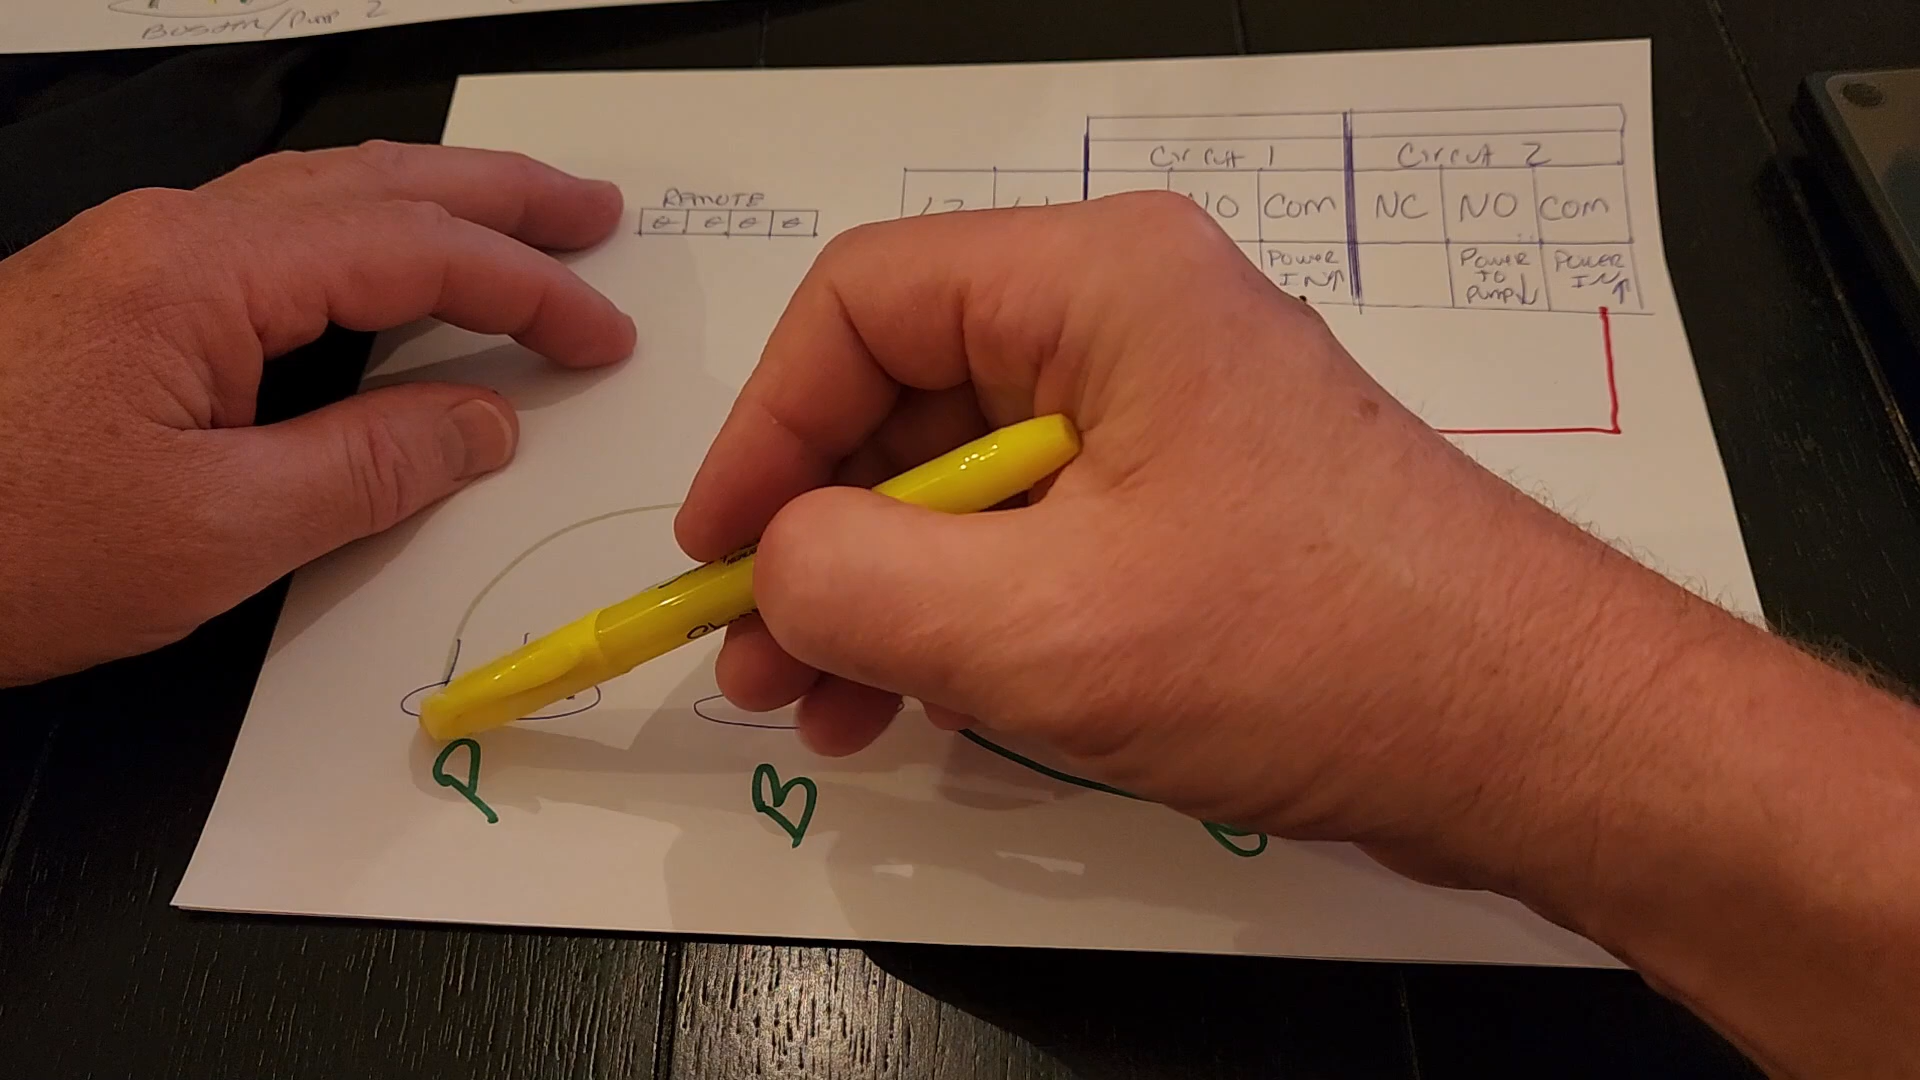 BOSTER/Pump 2
REMOTE
Circuit 1
Circuit 2
NO Com NC NO Com
Power
IN↑
Power
TO
Pump↓
Power
IN↑
P
B